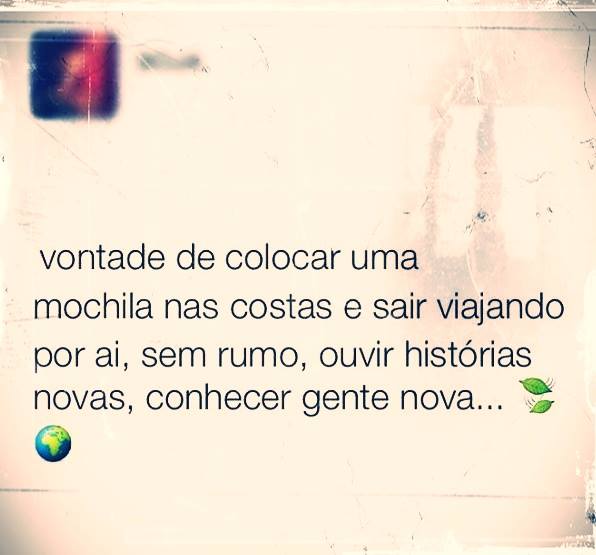 vontade de colocar uma
mochila nas costas e sair viajando
por ai, sem rumo, ouvir histórias
novas, conhecer gente nova... 🍃
🌍